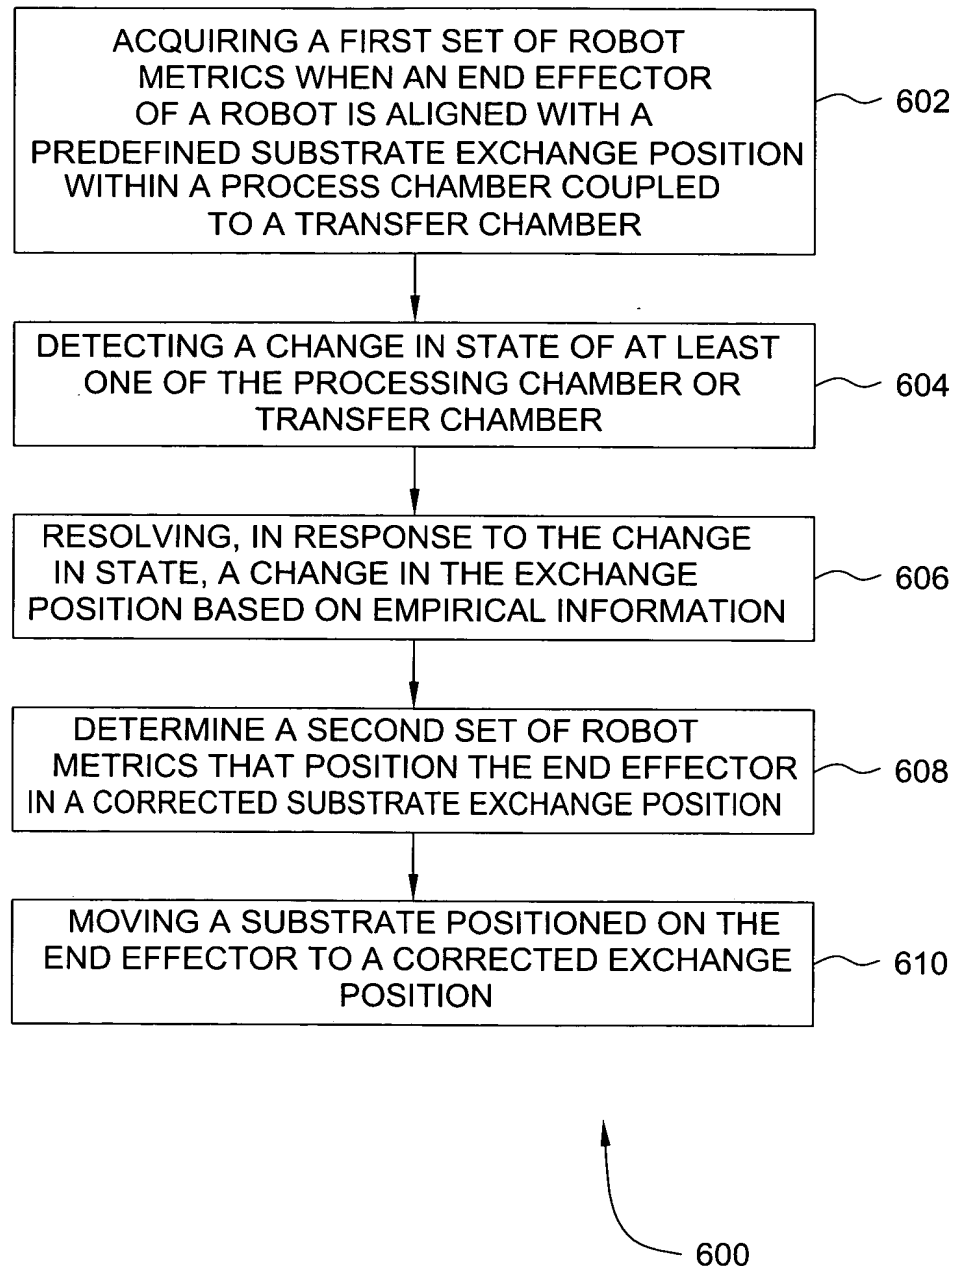 ACQUIRING A FIRST SET OF ROBOT
METRICS WHEN AN END EFFECTOR
OF A ROBOT IS ALIGNED WITH A
PREDEFINED SUBSTRATE EXCHANGE POSITION
WITHIN A PROCESS CHAMBER COUPLED
TO A TRANSFER CHAMBER
602
DETECTING A CHANGE IN STATE OF AT LEAST
ONE OF THE PROCESSING CHAMBER OR
TRANSFER CHAMBER
604
RESOLVING, IN RESPONSE TO THE CHANGE
IN STATE, A CHANGE IN THE EXCHANGE
POSITION BASED ON EMPIRICAL INFORMATION
606
DETERMINE A SECOND SET OF ROBOT
METRICS THAT POSITION THE END EFFECTOR
IN A CORRECTED SUBSTRATE EXCHANGE POSITION
608
MOVING A SUBSTRATE POSITIONED ON THE
END EFFECTOR TO A CORRECTED EXCHANGE
POSITION
610
600